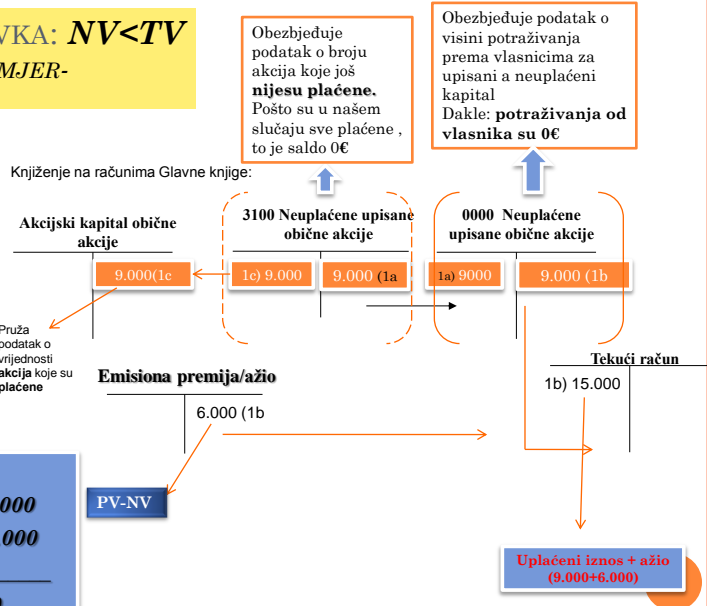 VKA: NV<TV
MJER-
Obezbjeđuje
podatak o broju
akcija koje još
nijesu plaćene.
Pošto su u našem
slučaju sve plaćene ,
to je saldo 0€
Obezbjeđuje podatak o
visini potraživanja
prema vlasnicima za
upisani a neuplaćeni
kapital
Dakle: potraživanja od
vlasnika su 0€
Knjiženje na računima Glavne knjige:
Akcijski kapital obične
akcije
9.000(1c
3100 Neuplaćene upisane
obične akcije
1c) 9.000
9.000 (1a
0000 Neuplaćene
upisane obične akcije
1a) 9000
9.000 (1b
Pruža
podatak o
vrijednosti
akcija koje su
plaćene
Emisiona premija/ažio
6.000 (1b
Tekući račun
1b) 15.000
000
.000
PV-NV
Uplaćeni iznos + ažio
(9.000+6.000)